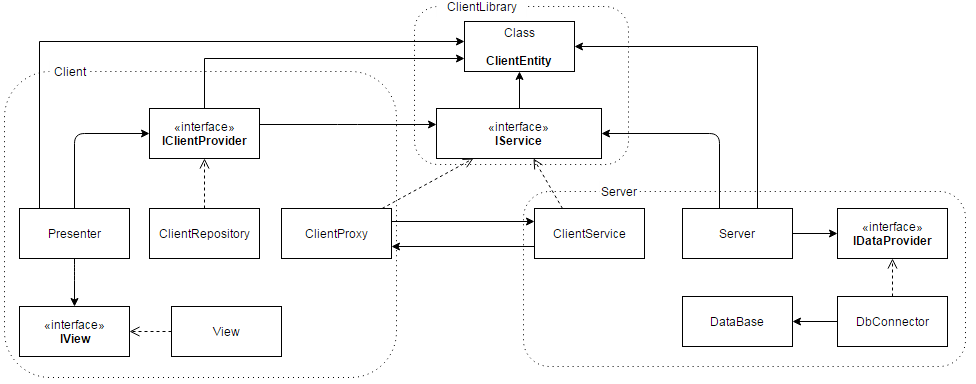 ClientLibrary
Class
ClientEntity
Client
«interface»
IClientProvider
«interface»
IService
Server
Presenter
ClientRepository
ClientProxy
ClientService
Server
«interface»
IDataProvider
«interface»
IView
View
DataBase
DbConnector